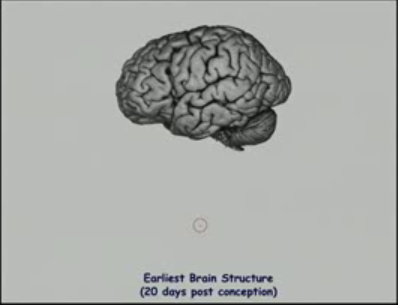 Earliest Brain Structure
(20 days post conception)